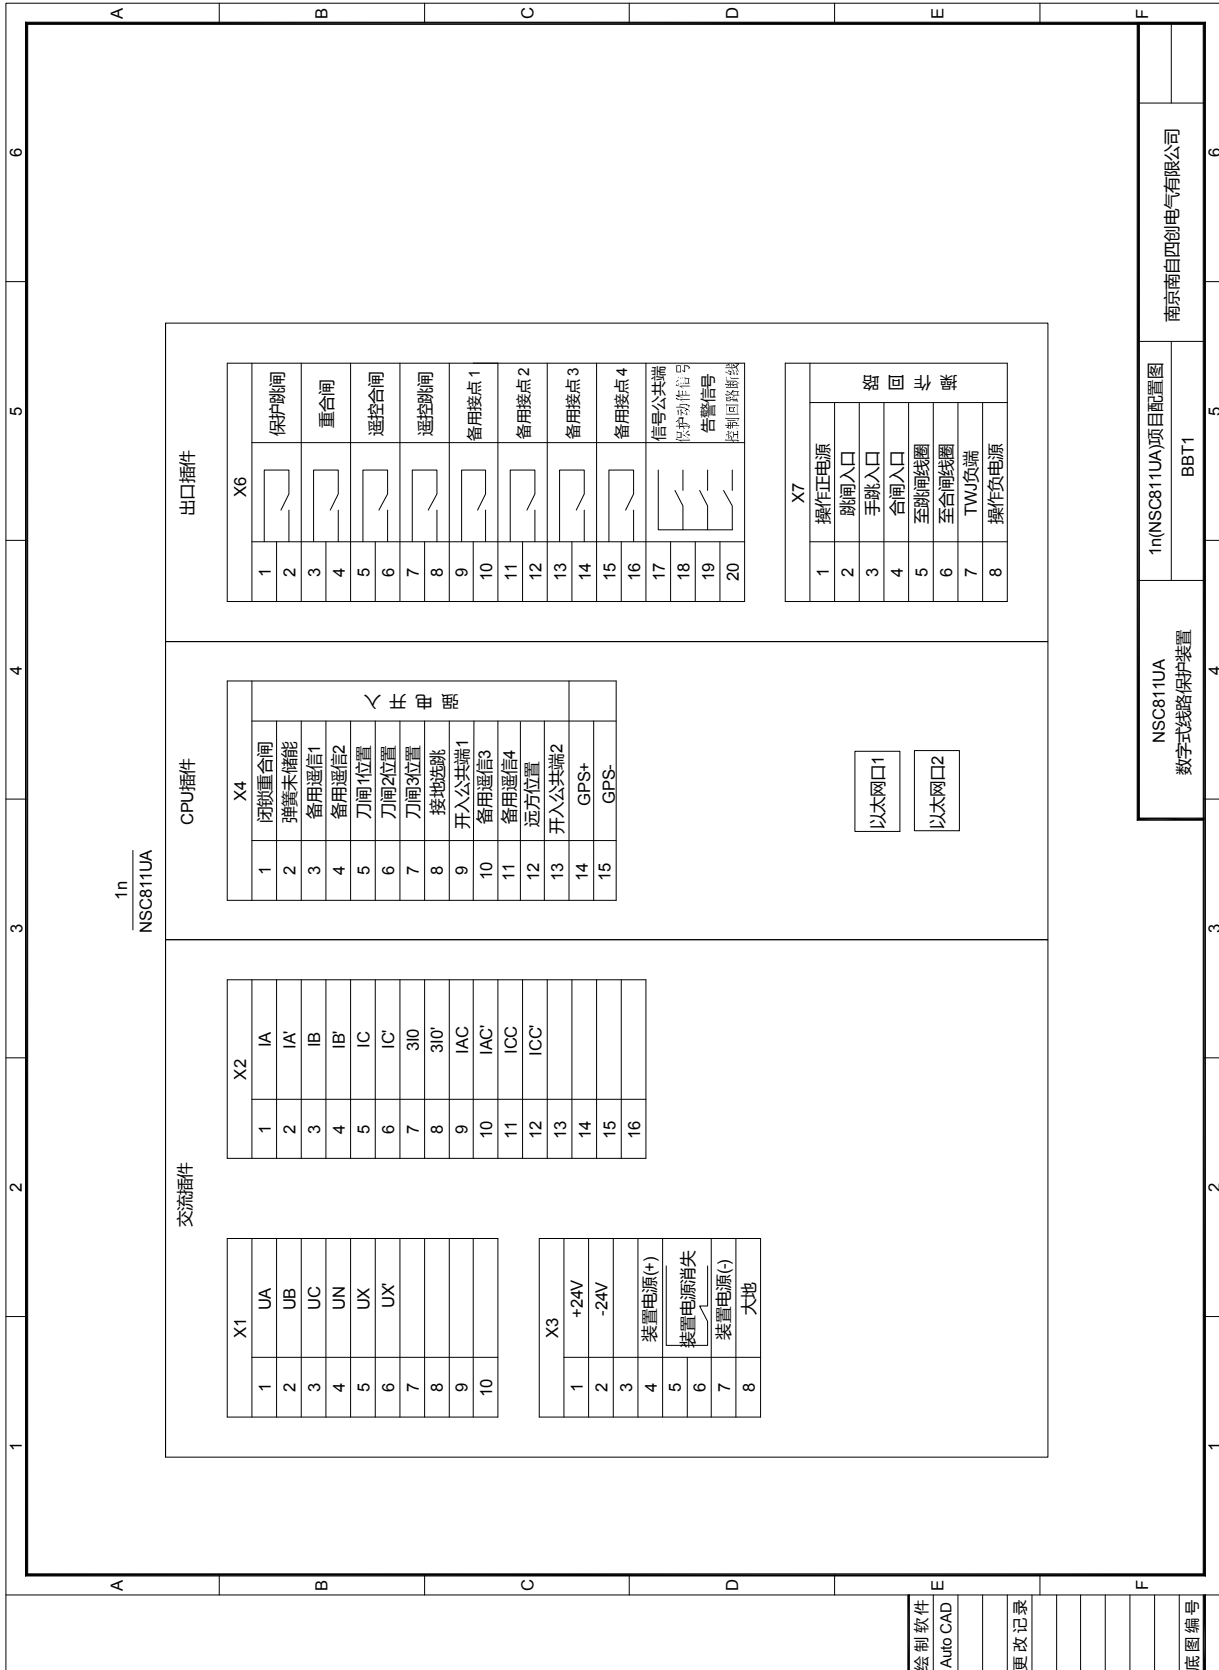 1 2 3 4 5 6
A B C D E F
1n
NSC811UA
交流插件
X1
1 UA
2 UB
3 UC
4 UN
5 UX
6 UX'
7
8
9
10
X2
1 IA
2 IA'
3 IB
4 IB'
5 IC
6 IC'
7 3I0
8 3I0'
9 IAC
10 IAC'
11 ICC
12 ICC'
13
14
15
16
X3
1 +24V
2 -24V
3
4 装置电源(+)
5 装置电源消失
6
7 装置电源(-)
8 大地
CPU插件
X4
1 闭锁重合闸
2 弹簧未储能
3 备用遥信1
4 备用遥信2
5 刀闸1位置
6 刀闸2位置
7 刀闸3位置
8 接地选跳
9 开入公共端1
10 备用遥信3
11 备用遥信4
12 远方位置
13 开入公共端2
强电开入
14 GPS+
15 GPS-
以太网口1
以太网口2
出口插件
X6
1 保护跳闸
2
3 重合闸
4
5 遥控合闸
6
7 遥控跳闸
8
9 备用接点1
10
11 备用接点2
12
13 备用接点3
14
15 备用接点4
16
17 信号公共端
18 保护动作信号
19 告警信号
20 控制回路断线
X7
1 操作正电源
2 跳闸入口
3 手跳入口
4 合闸入口
5 至跳闸线圈
6 至合闸线圈
7 TWJ负端
8 操作负电源
操作回路
NSC811UA
数字式线路保护装置
1n(NSC811UA)项目配置图
BBT1
南京南自四创电气有限公司
绘制软件
Auto CAD
更改记录
底图编号
A B C D E F
1 2 3 4 5 6